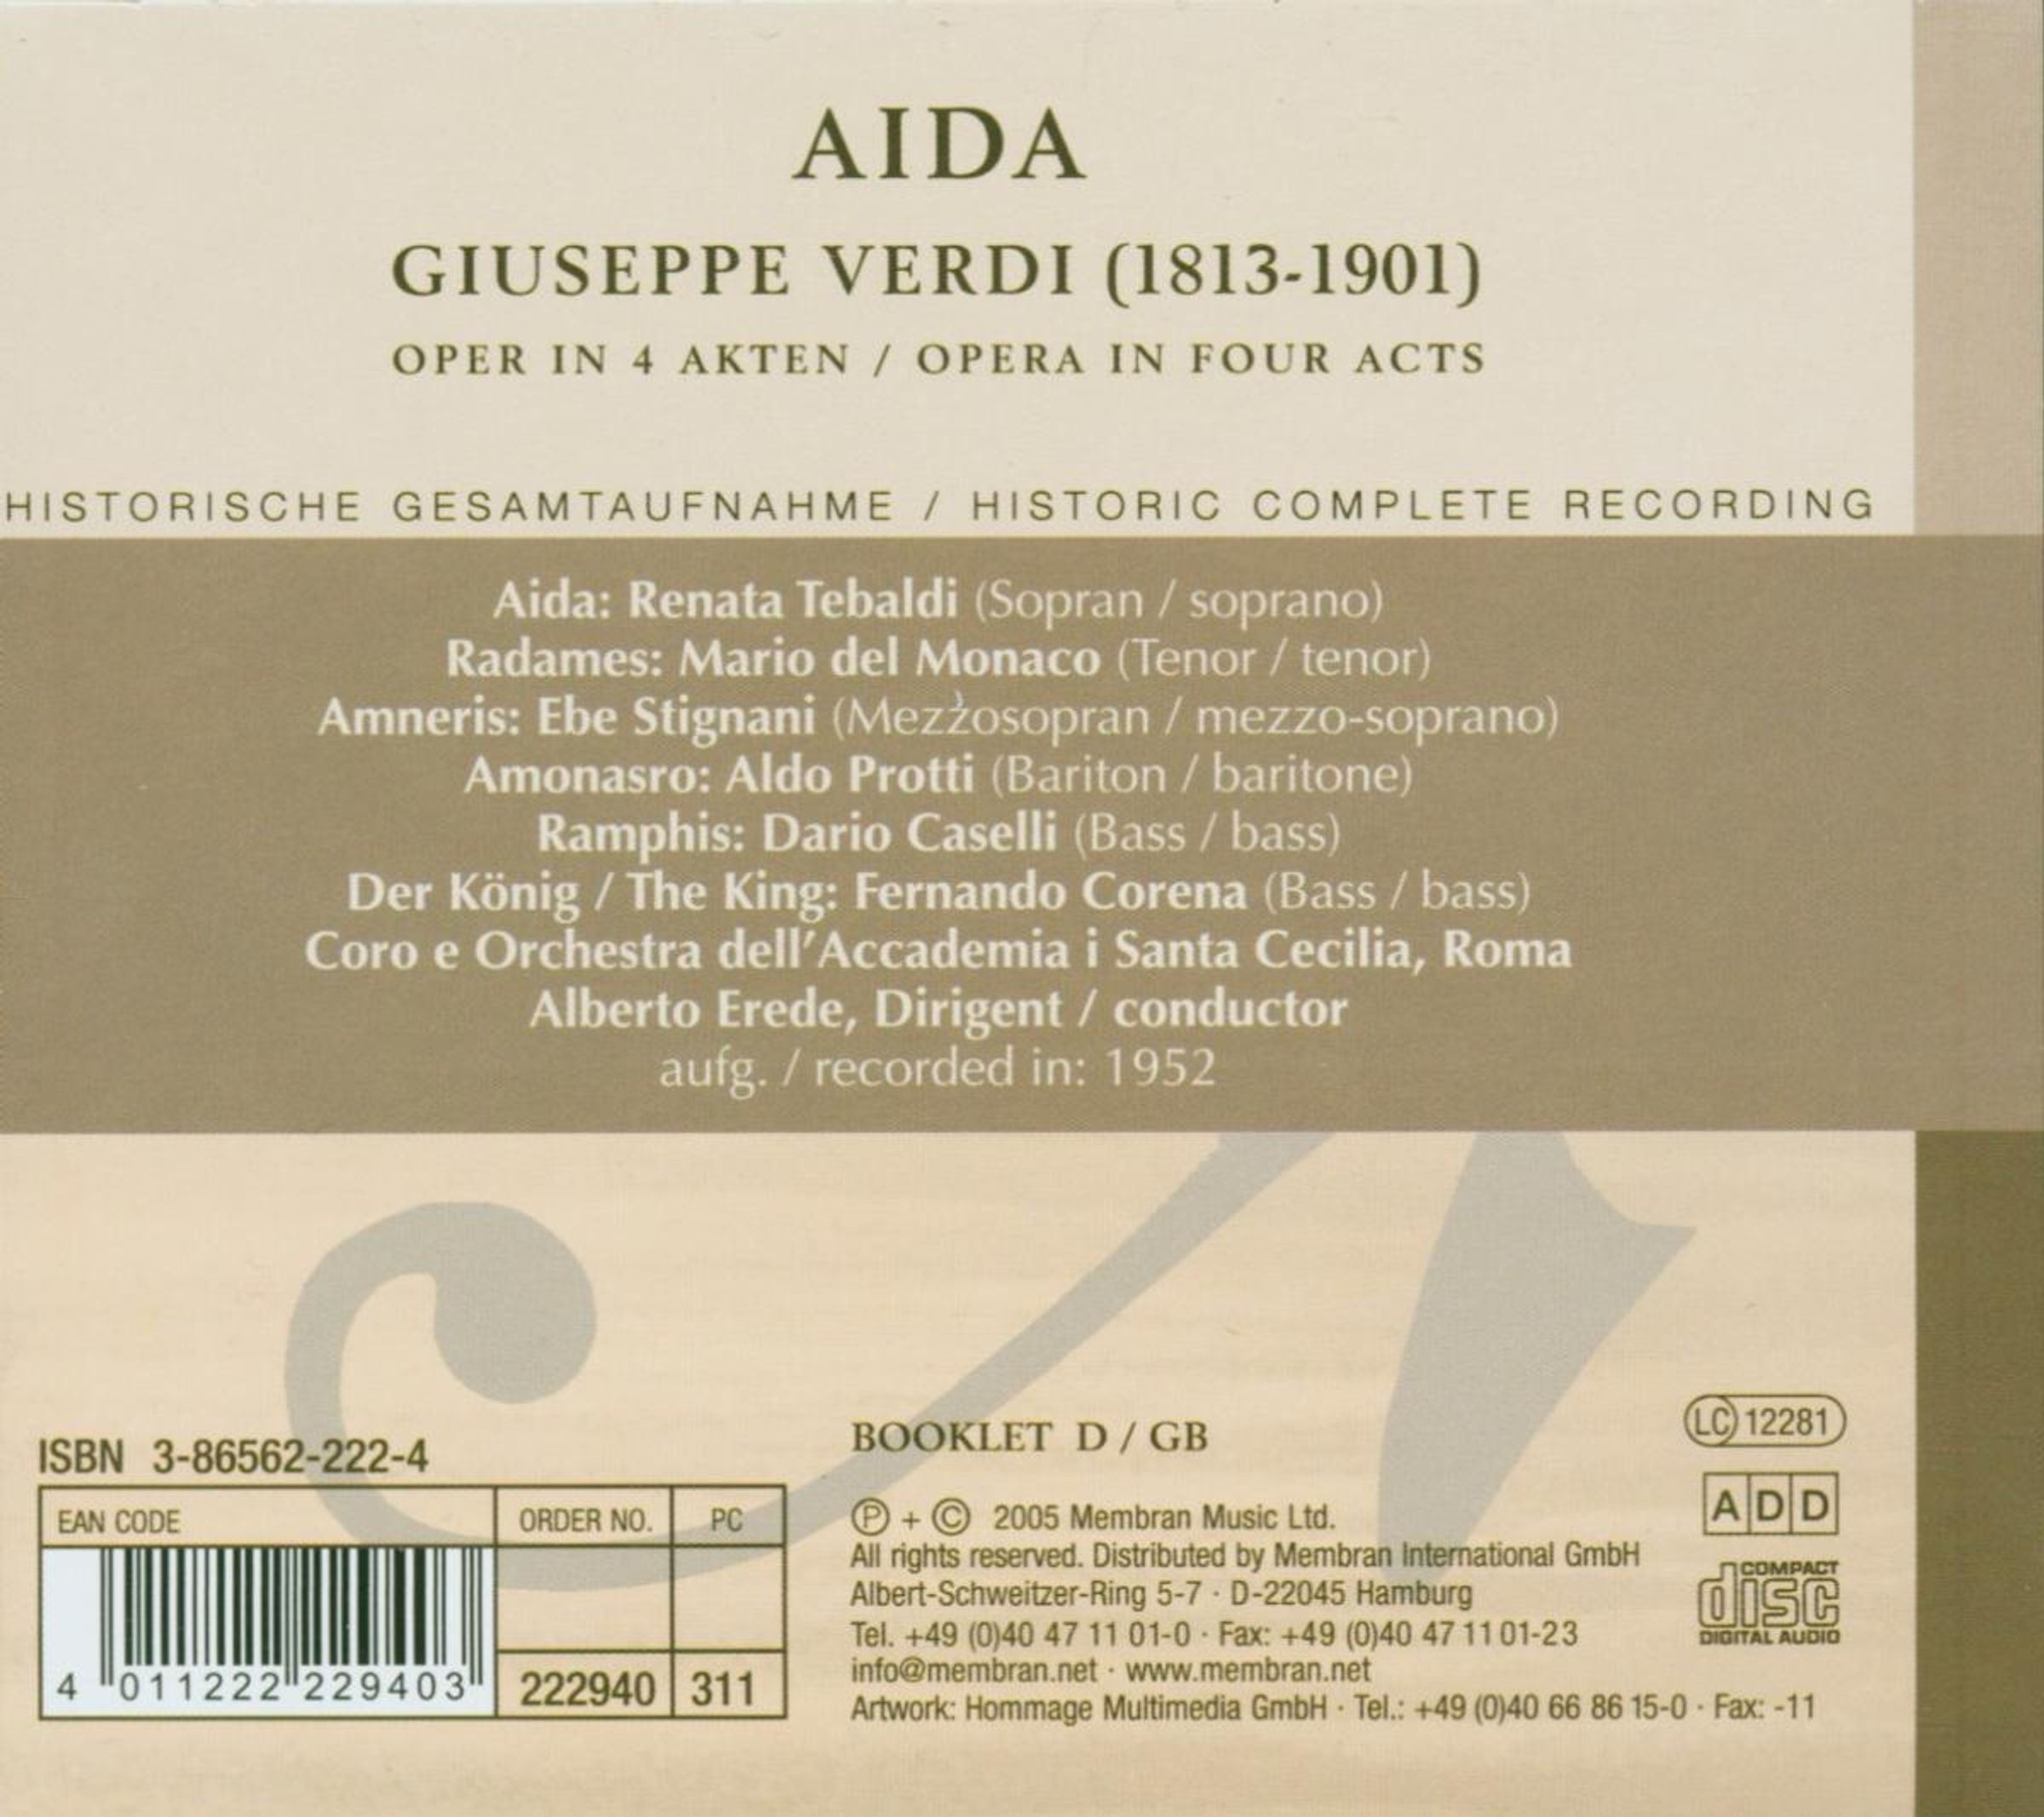 AIDA
GIUSEPPE VERDI (1813-1901)
OPER IN 4 AKTEN / OPERA IN FOUR ACTS
HISTORISCHE GESAMTAUFNAHME / HISTORIC COMPLETE RECORDING
Aida: Renata Tebaldi (Sopran / soprano)
Radames: Mario del Monaco (Tenor / tenor)
Amneris: Ebe Stignani (Mezzosopran / mezzo-soprano)
Amonasro: Aldo Protti (Bariton / baritone)
Ramphis: Dario Caselli (Bass / bass)
Der König / The King: Fernando Corena (Bass / bass)
Coro e Orchestra dell'Accademia i Santa Cecilia, Roma
Alberto Erede, Dirigent / conductor
aufg. / recorded in: 1952
ISBN 3-86562-222-4
EAN CODE
ORDER NO.
PC
4 011222 229403
222940
311
BOOKLET D / GB
Ⓟ + © 2005 Membran Music Ltd.
All rights reserved. Distributed by Membran International GmbH
Albert-Schweitzer-Ring 5-7 · D-22045 Hamburg
Tel. +49 (0)40 47 11 01-0 · Fax: +49 (0)40 47 11 01-23
info@membran.net · www.membran.net
Artwork: Hommage Multimedia GmbH · Tel.: +49 (0)40 66 86 15-0 · Fax: -11
LC 12281
ADD
COMPACT
disc
DIGITAL AUDIO